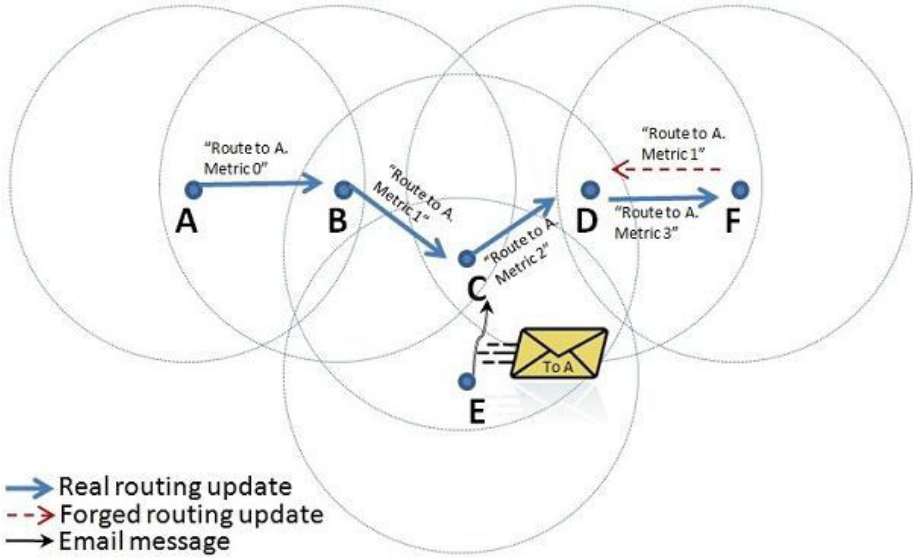 “Route to A.
Metric 0”
“Route to A.
Metric 1”
“Route to A.
Metric 2”
“Route to A.
Metric 1”
“Route to A.
Metric 3”
A
B
C
D
F
To A
E
Real routing update
Forged routing update
Email message